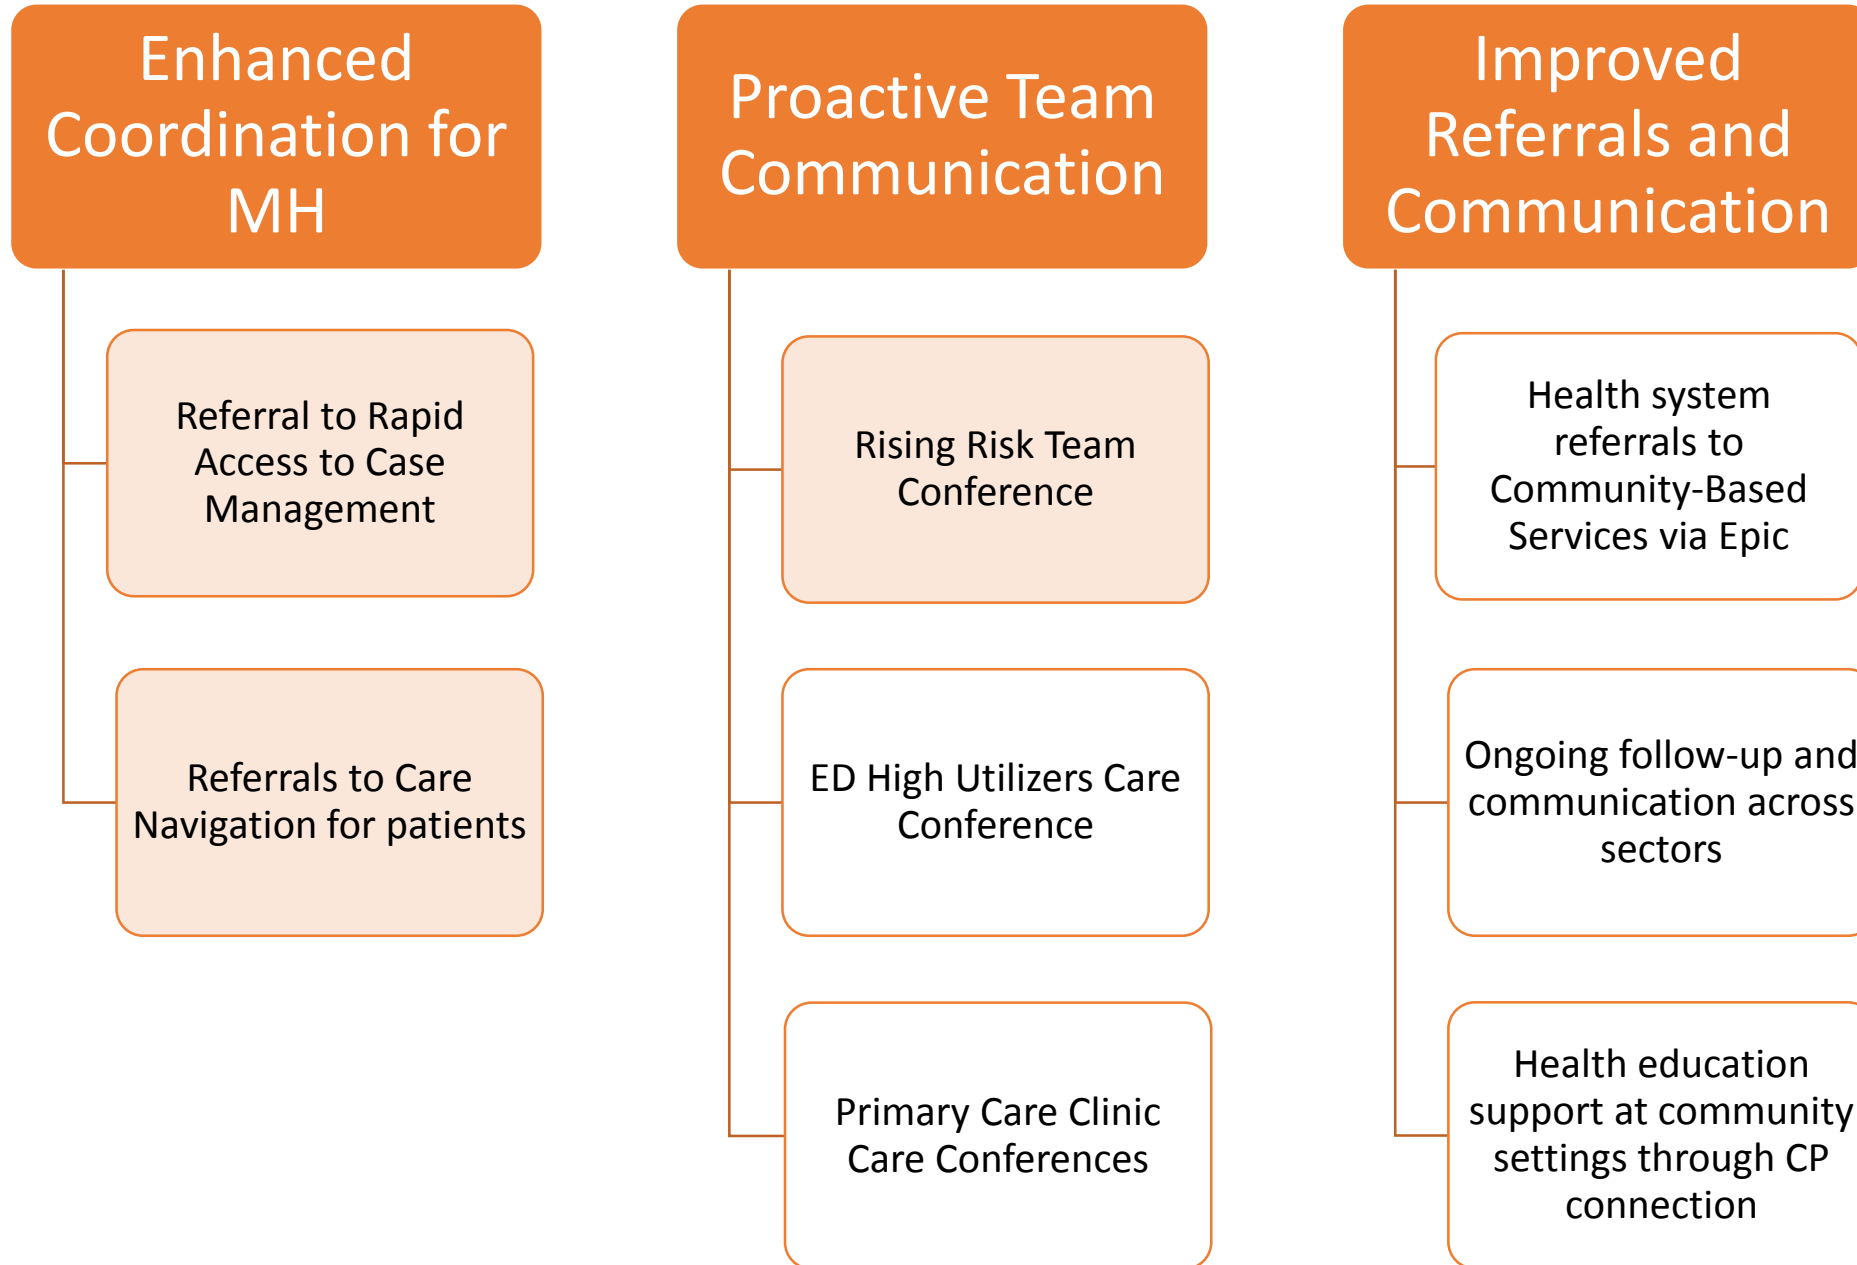 Enhanced
Coordination for
MH
Referral to Rapid
Access to Case
Management
Referrals to Care
Navigation for patients
Proactive Team
Communication
Rising Risk Team
Conference
ED High Utilizers Care
Conference
Primary Care Clinic
Care Conferences
Improved
Referrals and
Communication
Health system
referrals to
Community-Based
Services via Epic
Ongoing follow-up and
communication across
sectors
Health education
support at community
settings through CP
connection